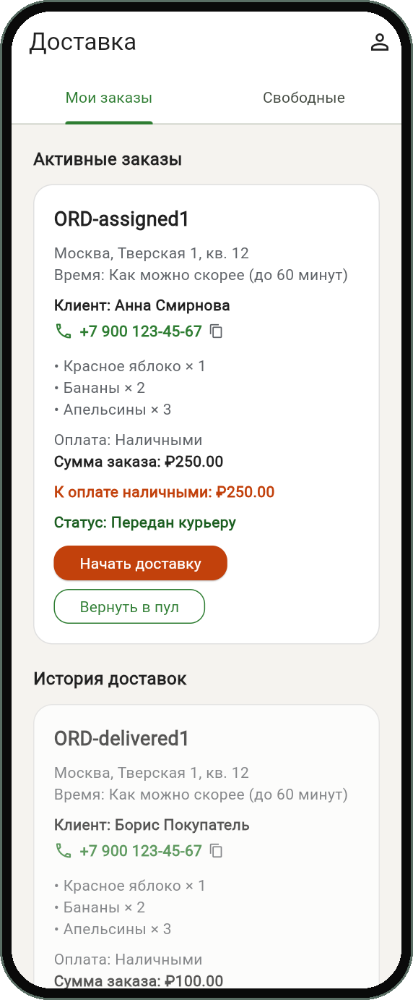 Доставка
Мои заказы
Свободные
Активные заказы
ORD-assigned1
Москва, Тверская 1, кв. 12
Время: Как можно скорее (до 60 минут)
Клиент: Анна Смирнова
+7 900 123-45-67
• Красное яблоко × 1
• Бананы × 2
• Апельсины × 3
Оплата: Наличными
Сумма заказа: ₽250.00
К оплате наличными: ₽250.00
Статус: Передан курьеру
Начать доставку
Вернуть в пул
История доставок
ORD-delivered1
Москва, Тверская 1, кв. 12
Время: Как можно скорее (до 60 минут)
Клиент: Борис Покупатель
+7 900 123-45-67
• Красное яблоко × 1
• Бананы × 2
• Апельсины × 3
Оплата: Наличными
Сумма заказа: ₽100.00